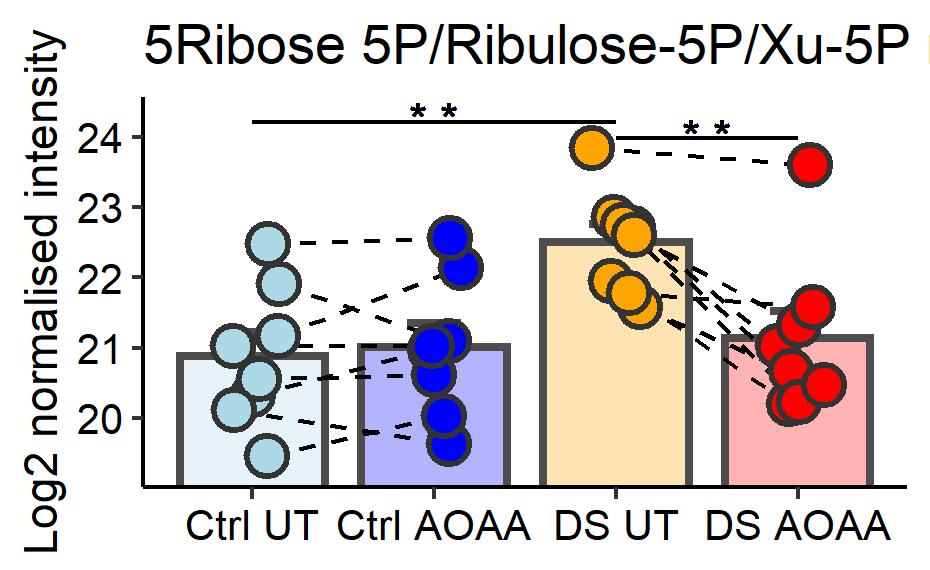 5Ribose 5P/Ribulose-5P/Xu-5P
Log2 normalised intensity
* *
* *
24
23
22
21
20
Ctrl UT Ctrl AOAA DS UT DS AOAA